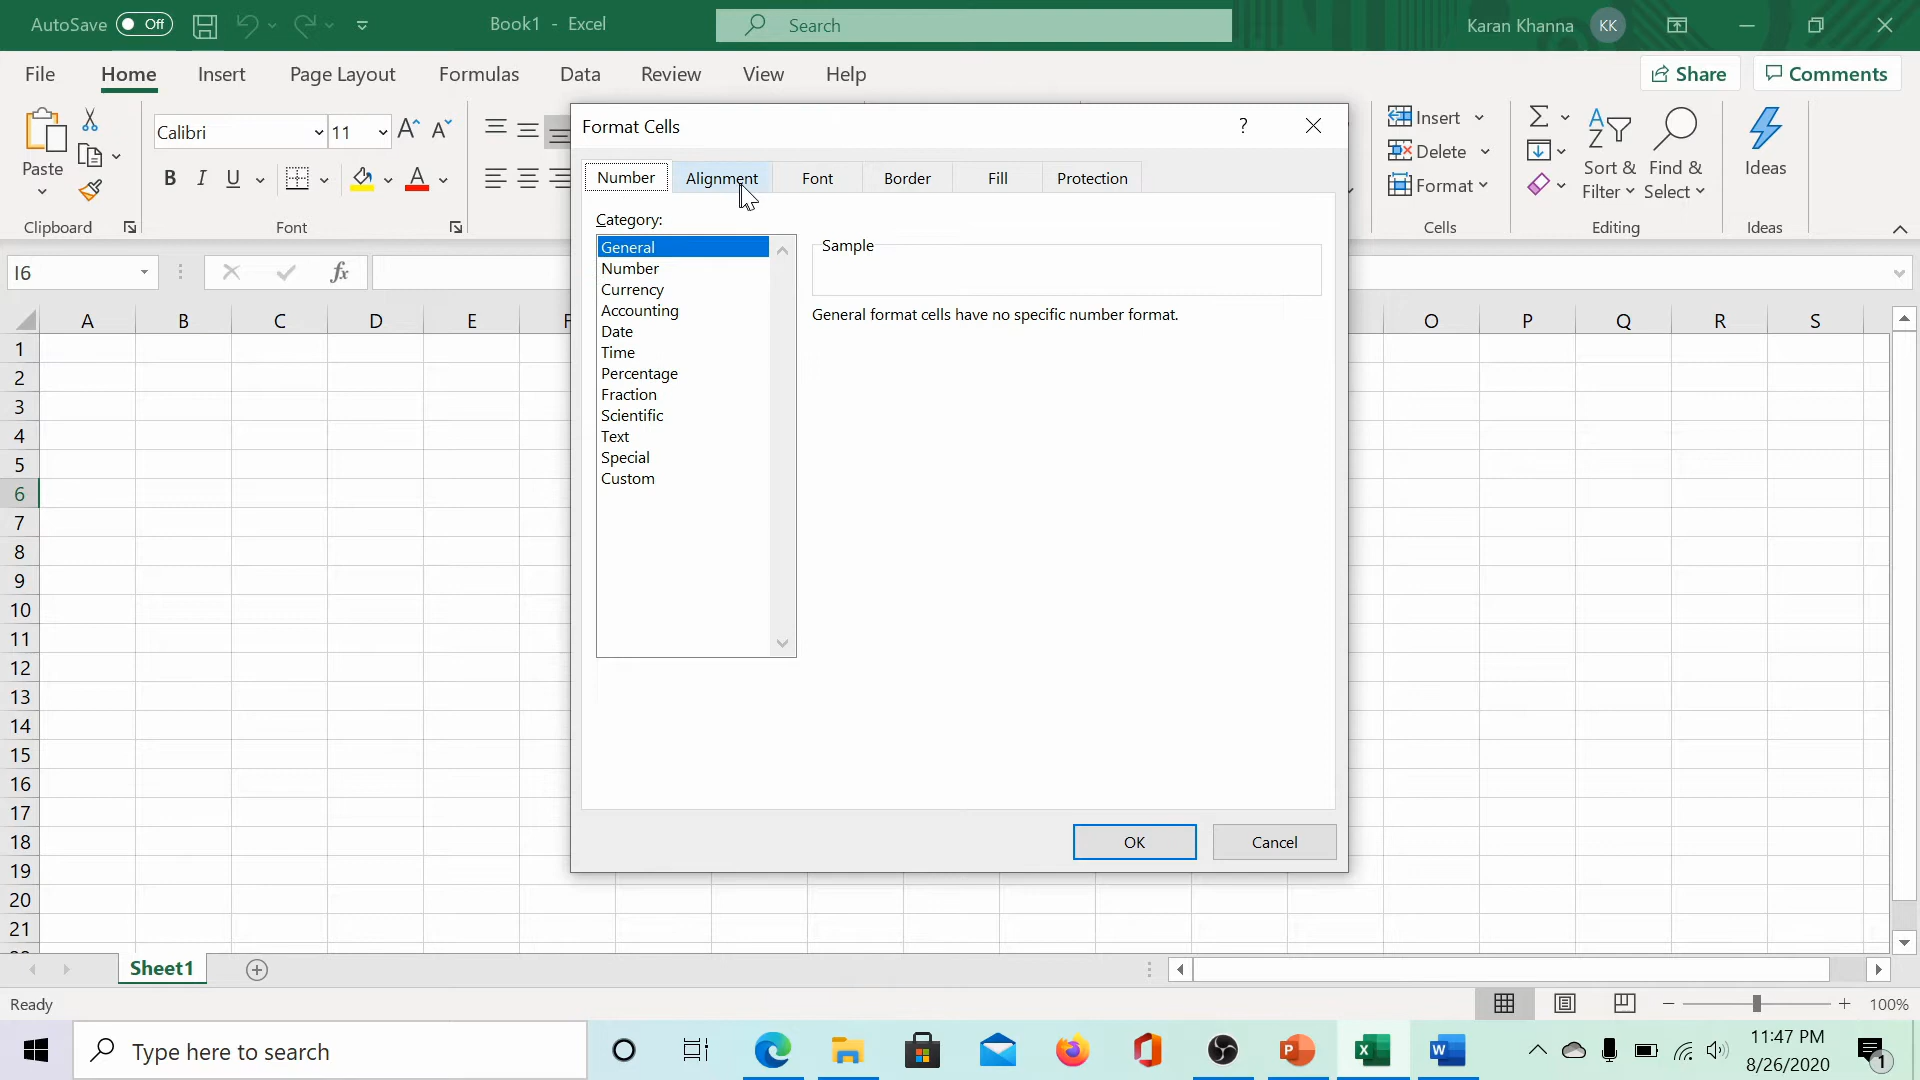 AutoSave Off Book1 - Excel Search Karan Khanna KK
File Home Insert Page Layout Formulas Data Review View Help Share Comments
Calibri 11
Paste B I U A
Clipboard Font
Insert
Delete
Format
Cells
Sort &
Filter
Find &
Select
Editing
Ideas
Ideas
I6 fx
Format Cells ?
Number Alignment Font Border Fill Protection
Category:
General
Number
Currency
Accounting
Date
Time
Percentage
Fraction
Scientific
Text
Special
Custom
Sample
General format cells have no specific number format.
OK Cancel
A B C D E O P Q R S
1
2
3
4
5
6
7
8
9
10
11
12
13
14
15
16
17
18
19
20
21
Sheet1
Ready 100%
Type here to search
11:47 PM
8/26/2020
1